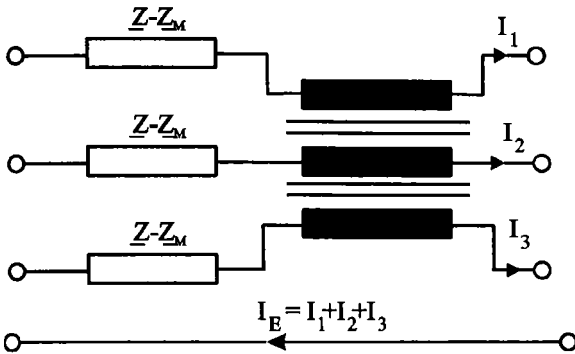 Z-Z_M
I_1
Z-Z_M
I_2
Z-Z_M
I_3
I_E = I_1+I_2+I_3